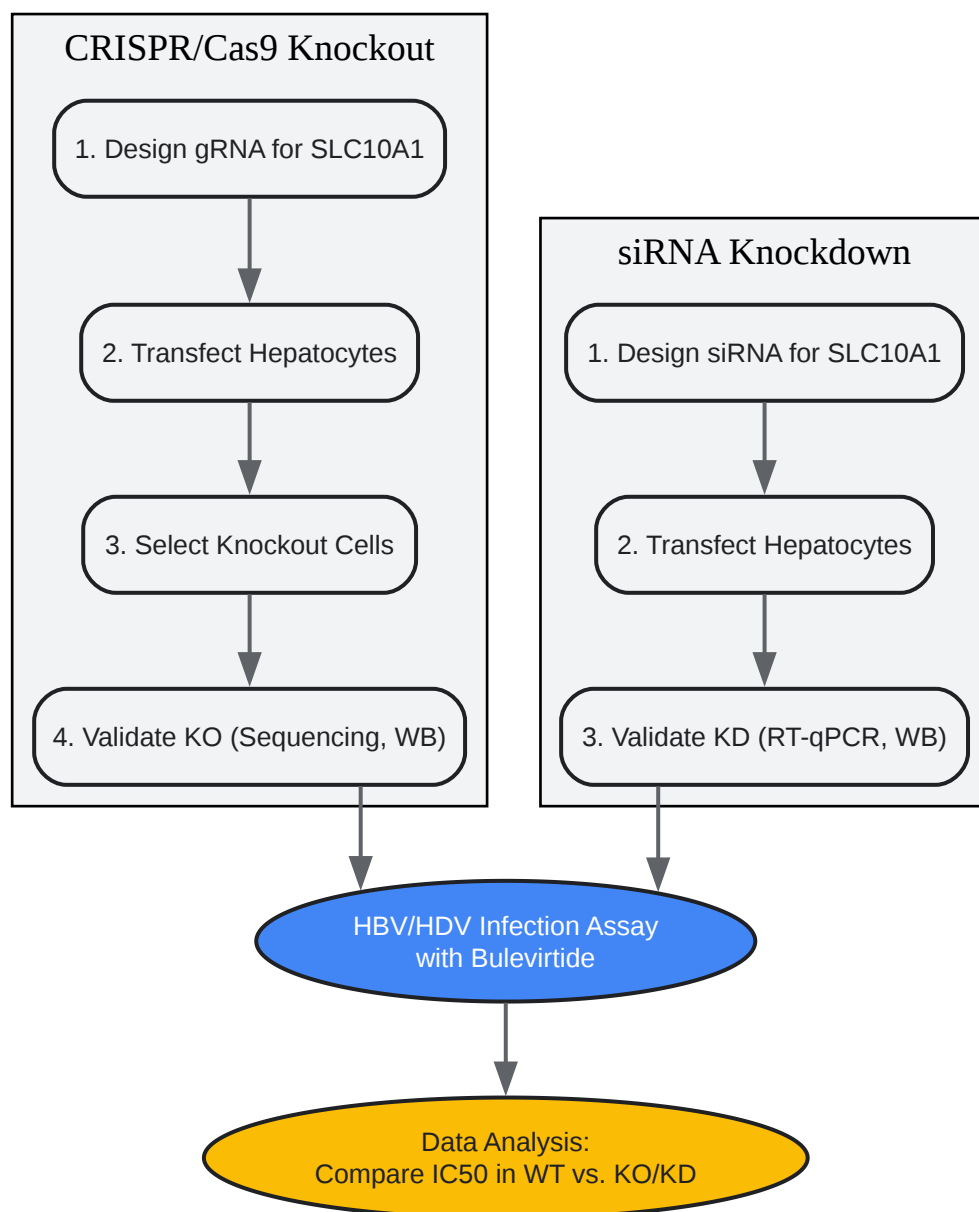 CRISPR/Cas9 Knockout
1. Design gRNA for SLC10A1
2. Transfect Hepatocytes
3. Select Knockout Cells
4. Validate KO (Sequencing, WB)
siRNA Knockdown
1. Design siRNA for SLC10A1
2. Transfect Hepatocytes
3. Validate KD (RT-qPCR, WB)
HBV/HDV Infection Assay
with Bulevirtide
Data Analysis:
Compare IC50 in WT vs. KO/KD